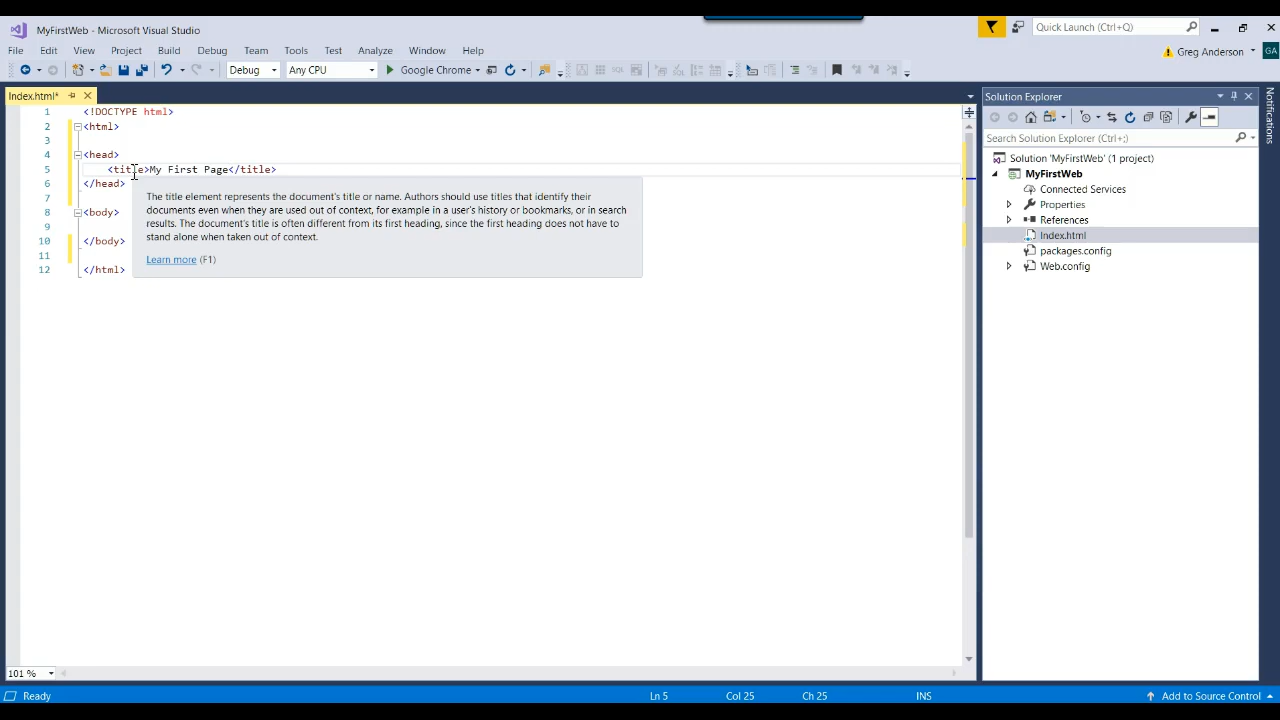 MyFirstWeb - Microsoft Visual Studio
Quick Launch (Ctrl+Q)
File Edit View Project Build Debug Team Tools Test Analyze Window Help
Greg Anderson GA
Debug Any CPU Google Chrome
Index.html*
Solution Explorer
Notifications
Search Solution Explorer (Ctrl+;)
Solution 'MyFirstWeb' (1 project)
MyFirstWeb
Connected Services
Properties
References
Index.html
packages.config
Web.config
1 <!DOCTYPE html>
2 <html>
3
4 <head>
5 <title>My First Page</title>
6 </head>
7
8 <body>
9
10 </body>
11
12 </html>
The title element represents the document's title or name. Authors should use titles that identify their
documents even when they are used out of context, for example in a user's history or bookmarks, or in search
results. The document's title is often different from its first heading, since the first heading does not have to
stand alone when taken out of context.
Learn more (F1)
101 %
Ready Ln 5 Col 25 Ch 25 INS Add to Source Control